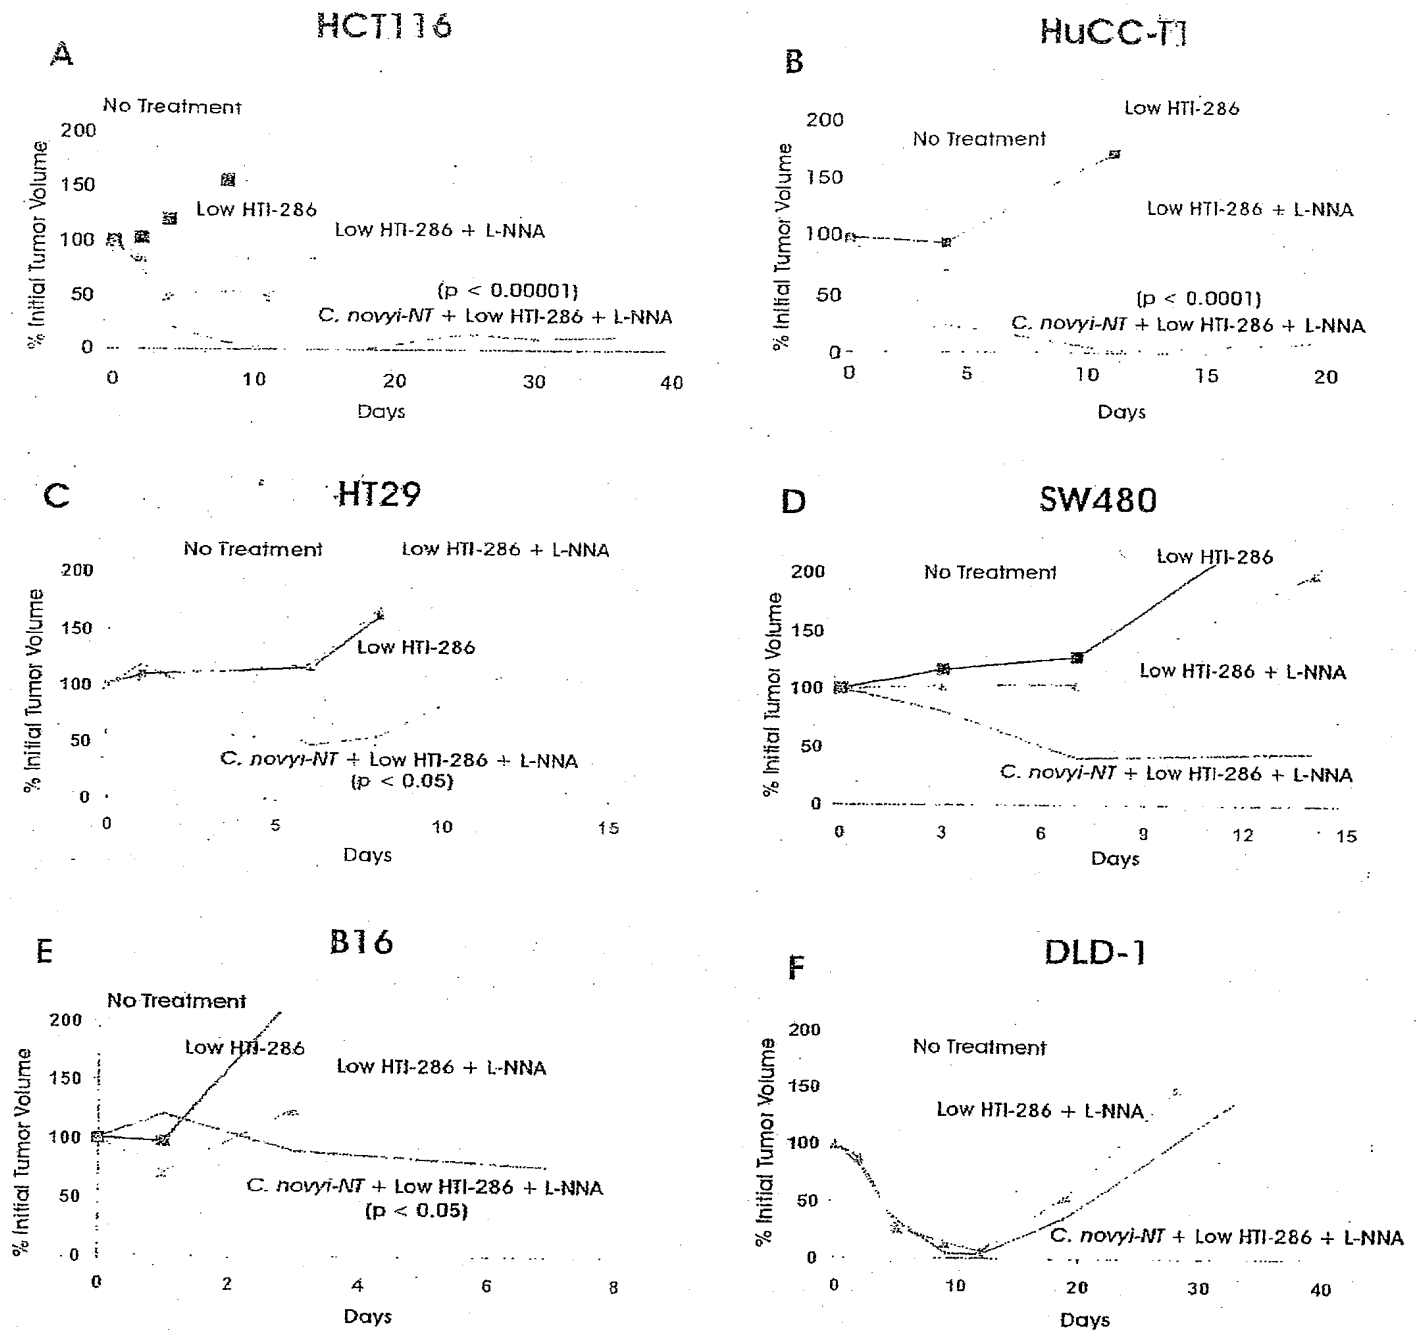 HCT116
A
No Treatment
200
150
100
50
0
% Initial Tumor Volume
Low HTI-286
Low HTI-286 + L-NNA
(p < 0.00001)
C. novyi-NT + Low HTI-286 + L-NNA
0 10 20 30 40
Days
HuCC-T1
B
Low HTI-286
No Treatment
200
150
100
50
0
% Initial Tumor Volume
Low HTI-286 + L-NNA
(p < 0.0001)
C. novyi-NT + Low HTI-286 + L-NNA
0 5 10 15 20
Days
C
HT29
No Treatment
Low HTI-286 + L-NNA
200
150
100
50
0
% Initial Tumor Volume
Low HTI-286
C. novyi-NT + Low HTI-286 + L-NNA
(p < 0.05)
0 5 10 15
Days
D
SW480
Low HTI-286
No Treatment
200
150
100
50
0
% Initial Tumor Volume
Low HTI-286 + L-NNA
C. novyi-NT + Low HTI-286 + L-NNA
0 3 6 9 12 15
Days
E
B16
No Treatment
200
150
100
50
0
% Initial Tumor Volume
Low HTI-286
Low HTI-286 + L-NNA
C. novyi-NT + Low HTI-286 + L-NNA
(p < 0.05)
0 2 4 6 8
Days
F
DLD-1
200
150
100
50
0
% Initial Tumor Volume
No Treatment
Low HTI-286 + L-NNA
C. novyi-NT + Low HTI-286 + L-NNA
0 10 20 30 40
Days